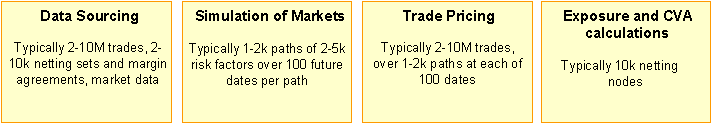 Data Sourcing
Typically 2-10M trades, 2-
10k netting sets and margin
agreements, market data
Simulation of Markets
Typically 1-2k paths of 2-5k
risk factors over 100 future
dates per path
Trade Pricing
Typically 2-10M trades,
over 1-2k paths at each of
100 dates
Exposure and CVA
calculations
Typically 10k netting
nodes